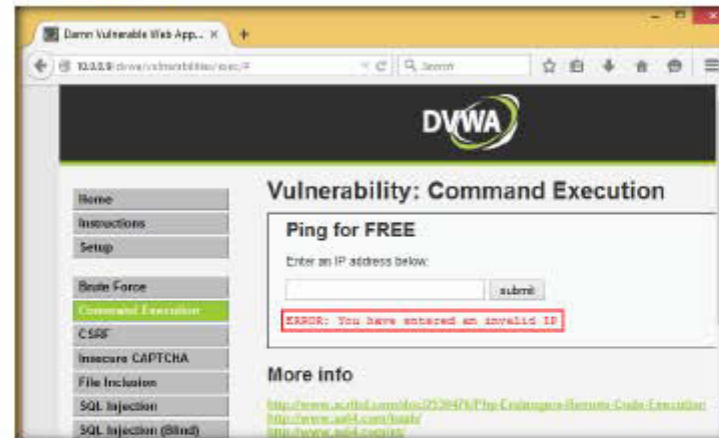 Damn Vulnerable Web App...
Search
DVWA
Home
Instructions
Setup
Brute Force
Command Execution
CSRF
Insecure CAPTCHA
File Inclusion
SQL Injection
SQL Injection (Blind)
Vulnerability: Command Execution
Ping for FREE
Enter an IP address below:
submit
ERROR: You have entered an invalid IP
More info